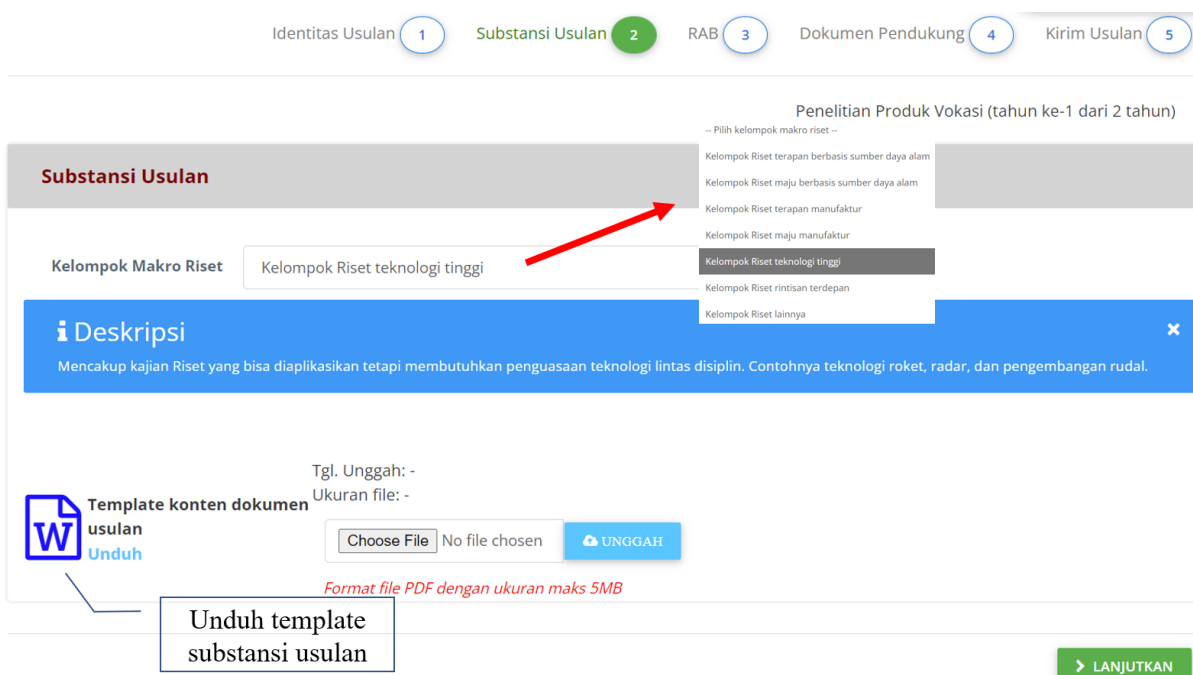 Identitas Usulan 1 Substansi Usulan 2 RAB 3 Dokumen Pendukung 4 Kirim Usulan 5
Penelitian Produk Vokasi (tahun ke-1 dari 2 tahun)
Substansi Usulan
Kelompok Makro Riset
Kelompok Riset teknologi tinggi
-- Pilih kelompok makro riset --
Kelompok Riset terapan berbasis sumber daya alam
Kelompok Riset maju berbasis sumber daya alam
Kelompok Riset terapan manufaktur
Kelompok Riset maju manufaktur
Kelompok Riset teknologi tinggi
Kelompok Riset rintisan terdepan
Kelompok Riset lainnya
i Deskripsi
Mencakup kajian Riset yang bisa diaplikasikan tetapi membutuhkan penguasaan teknologi lintas disiplin. Contohnya teknologi roket, radar, dan pengembangan rudal.
W
Template konten dokumen
usulan
Unduh
Tgl. Unggah: -
Ukuran file: -
Choose File No file chosen
UNGGAH
Format file PDF dengan ukuran maks 5MB
Unduh template
substansi usulan
LANJUTKAN